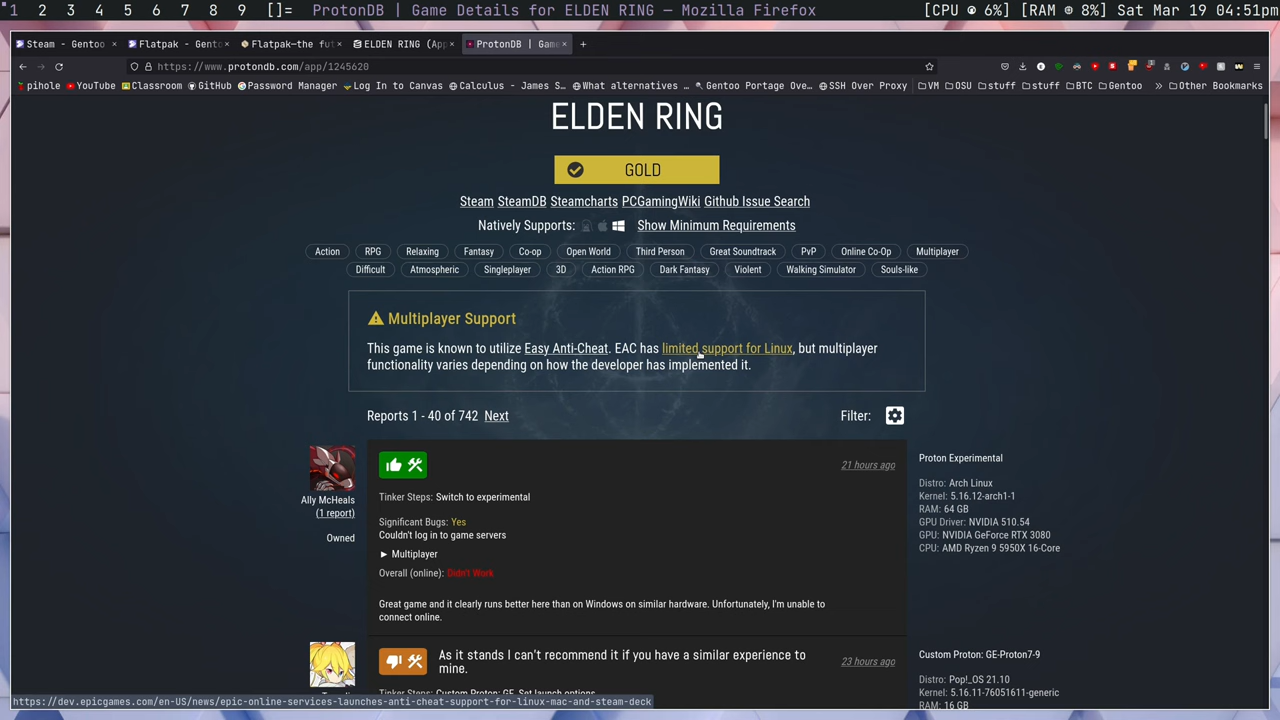 1 2 3 4 5 6 7 8 9 []= ProtonDB | Game Details for ELDEN RING — Mozilla Firefox [CPU @ 6%] [RAM @ 8%] Sat Mar 19 04:51pm
Steam - Gentoo × Flatpak - Gento × Flatpak—the fut × ELDEN RING (App × ProtonDB | Game × +
https://www.protondb.com/app/1245620
pihole YouTube Classroom GitHub Password Manager Log In to Canvas Calculus - James S… What alternatives … Gentoo Portage Ove… SSH Over Proxy VM OSU stuff stuff BTC Gentoo » Other Bookmarks
ELDEN RING
GOLD
Steam SteamDB Steamcharts PCGamingWiki Github Issue Search
Natively Supports: Show Minimum Requirements
Action RPG Relaxing Fantasy Co-op Open World Third Person Great Soundtrack PvP Online Co-Op Multiplayer
Difficult Atmospheric Singleplayer 3D Action RPG Dark Fantasy Violent Walking Simulator Souls-like
Multiplayer Support
This game is known to utilize Easy Anti-Cheat. EAC has limited support for Linux, but multiplayer
functionality varies depending on how the developer has implemented it.
Reports 1 - 40 of 742 Next Filter:
Ally McHeals
(1 report)
Owned
21 hours ago
Tinker Steps: Switch to experimental
Significant Bugs: Yes
Couldn't log in to game servers
► Multiplayer
Overall (online): Didn't Work
Great game and it clearly runs better here than on Windows on similar hardware. Unfortunately, I'm unable to
connect online.
Proton Experimental
Distro: Arch Linux
Kernel: 5.16.12-arch1-1
RAM: 64 GB
GPU Driver: NVIDIA 510.54
GPU: NVIDIA GeForce RTX 3080
CPU: AMD Ryzen 9 5950X 16-Core
As it stands I can't recommend it if you have a similar experience to
mine.
23 hours ago
Tinker Steps: Custom Proton: GE, Set launch options
Custom Proton: GE-Proton7-9
Distro: Pop!_OS 21.10
Kernel: 5.16.11-76051611-generic
RAM: 16 GB
https://dev.epicgames.com/en-US/news/epic-online-services-launches-anti-cheat-support-for-linux-mac-and-steam-deck